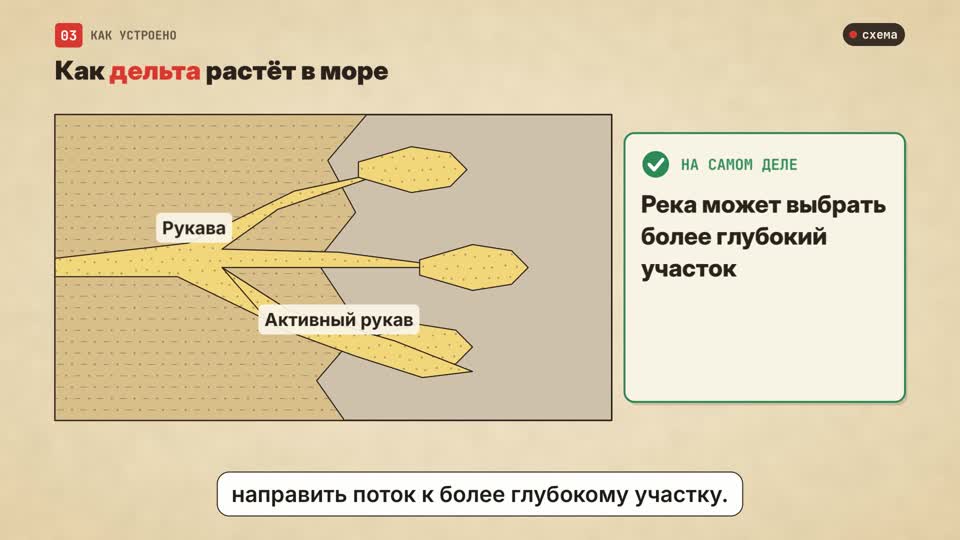 03 КАК УСТРОЕНО
схема
Как дельта растёт в море
Рукава
Активный рукав
НА САМОМ ДЕЛЕ
Река может выбрать
более глубокий
участок
направить поток к более глубокому участку.